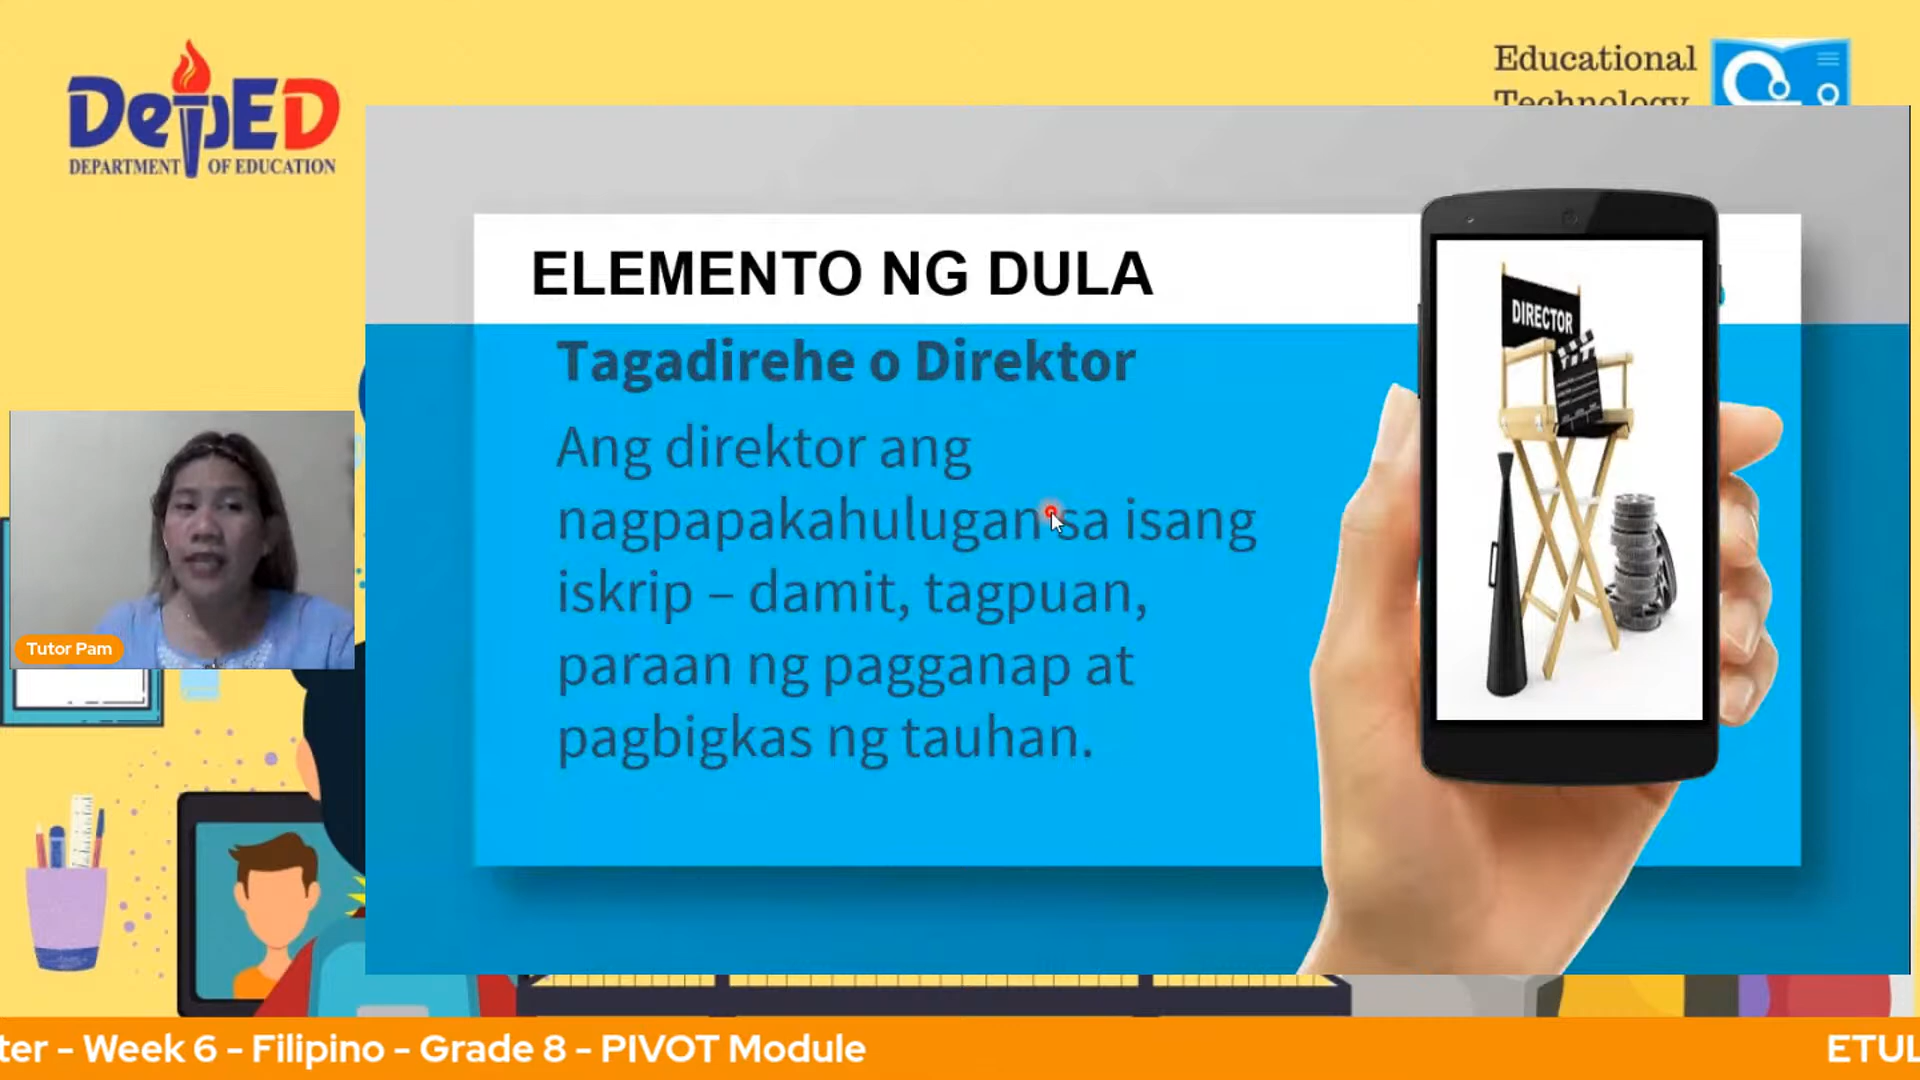 DepED
DEPARTMENT OF EDUCATION
Educational
Technology
ELEMENTO NG DULA
DIRECTOR
Tagadirehe o Direktor
Ang direktor ang
nagpapakahulugan sa isang
iskrip – damit, tagpuan,
paraan ng pagganap at
pagbigkas ng tauhan.
Tutor Pam
ter - Week 6 - Filipino - Grade 8 - PIVOT Module
ETUL